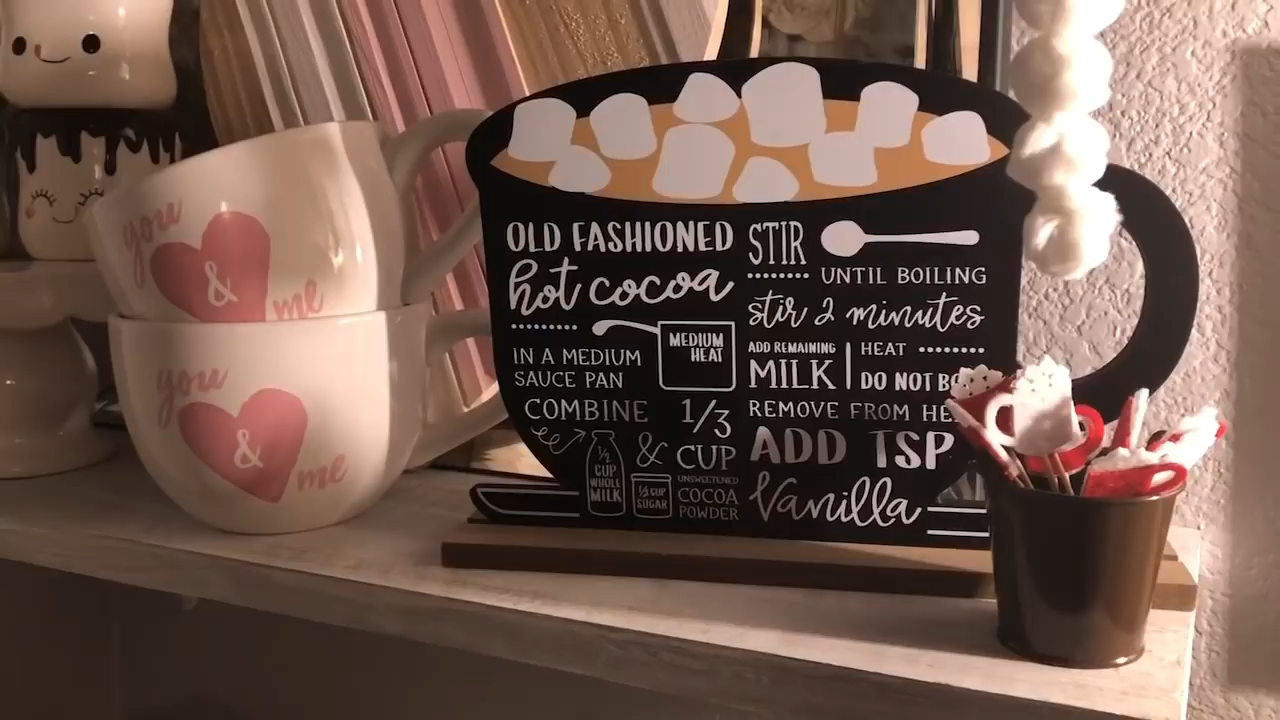 you
&
me
you
&
me
OLD FASHIONED
hot cocoa
MEDIUM
HEAT
IN A MEDIUM
SAUCE PAN
COMBINE
1/2
CUP
WHOLE
MILK
&
1/2 CUP
SUGAR
1/3
CUP
UNSWEETENED
COCOA
POWDER
STIR
UNTIL BOILING
stir 2 minutes
ADD REMAINING
MILK
HEAT
DO NOT
REMOVE FROM
ADD TSP
Vanilla